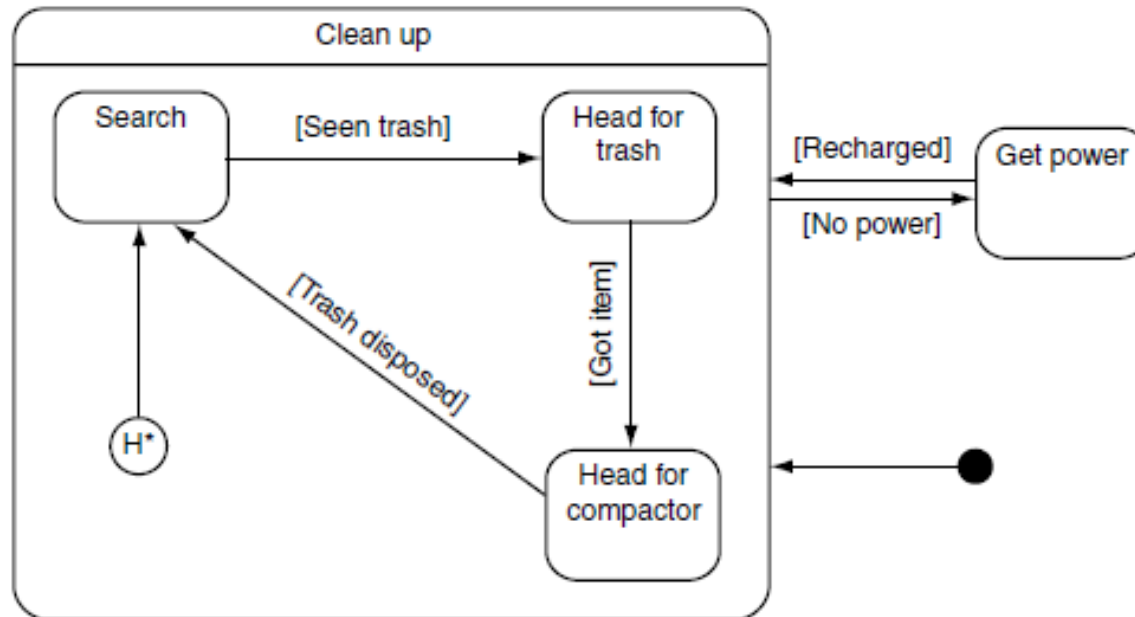 Clean up
Search
[Seen trash]
Head for
trash
[Recharged]
Get power
[No power]
[Trash disposed]
[Got item]
H*
Head for
compactor